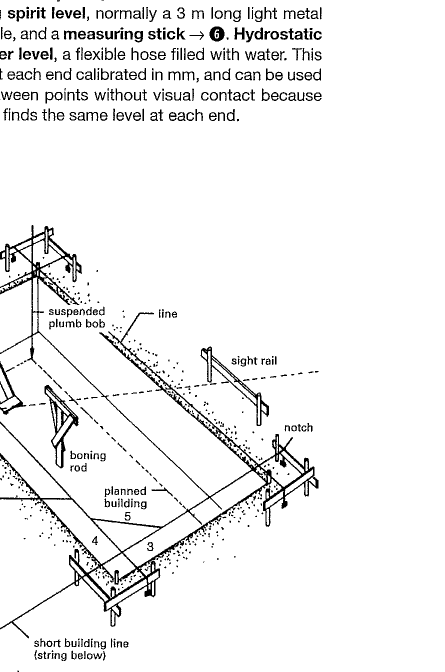 spirit level, normally a 3 m long light metal
le, and a measuring stick → 6. Hydrostatic
er level, a flexible hose filled with water. This
t each end calibrated in mm, and can be used
ween points without visual contact because
finds the same level at each end.
suspended
plumb bob
line
sight rail
notch
boning
rod
planned
building
5
4
3
short building line
(string below)